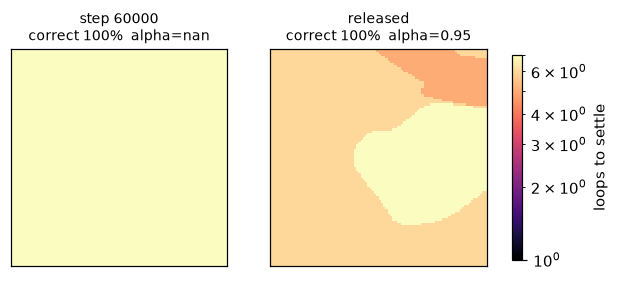 step 60000
correct 100%  alpha=nan
released
correct 100%  alpha=0.95
6 × 10⁰
4 × 10⁰
3 × 10⁰
2 × 10⁰
10⁰
loops to settle